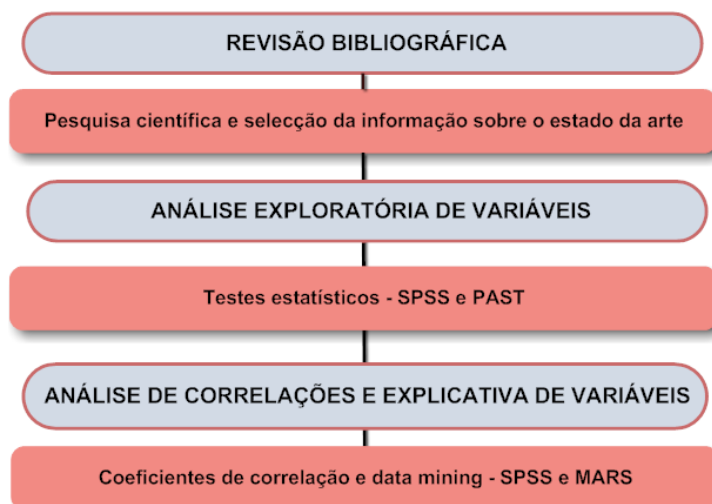 REVISÃO BIBLIOGRÁFICA
Pesquisa científica e selecção da informação sobre o estado da arte
ANÁLISE EXPLORATÓRIA DE VARIÁVEIS
Testes estatísticos - SPSS e PAST
ANÁLISE DE CORRELAÇÕES E EXPLICATIVA DE VARIÁVEIS
Coeficientes de correlação e data mining - SPSS e MARS